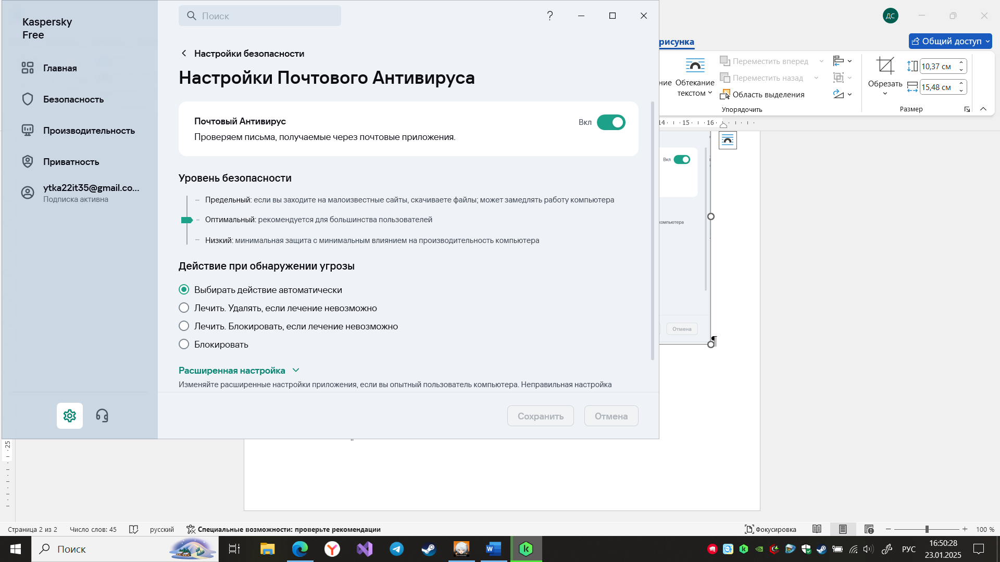 Kaspersky
Free
Главная
Безопасность
Производительность
Приватность
ytka22it35@gmail.co...
Подписка активна
Поиск
?
Настройки безопасности
Настройки Почтового Антивируса
Почтовый Антивирус
Вкл
Проверяем письма, получаемые через почтовые приложения.
Уровень безопасности
Предельный: если вы заходите на малоизвестные сайты, скачиваете файлы; может замедлять работу компьютера
Оптимальный: рекомендуется для большинства пользователей
Низкий: минимальная защита с минимальным влиянием на производительность компьютера
Действие при обнаружении угрозы
Выбирать действие автоматически
Лечить. Удалять, если лечение невозможно
Лечить. Блокировать, если лечение невозможно
Блокировать
Расширенная настройка
Изменяйте расширенные настройки приложения, если вы опытный пользователь компьютера. Неправильная настройка
Сохранить
Отмена
ДС
рисунка
Общий доступ
ние
Обтекание
текстом
Переместить вперед
Переместить назад
Область выделения
Упорядочить
Обрезать
10,37 см
15,48 см
Размер
14 15 16
Вкл
компьютера
Отмена
¶
25
Страница 2 из 2
Число слов: 45
русский
Специальные возможности: проверьте рекомендации
Фокусировка
100 %
Поиск
РУС
16:50:28
23.01.2025